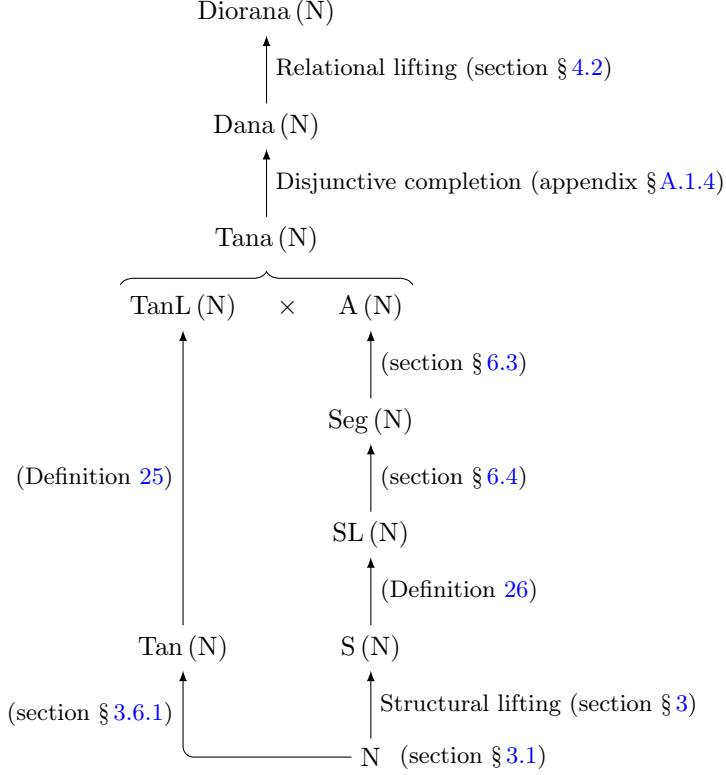 Diorana (N)
Relational lifting (section § 4.2)
Dana (N)
Disjunctive completion (appendix § A.1.4)
Tana (N)
TanL (N) × A (N)
(section § 6.3)
Seg (N)
(Definition 25)
(section § 6.4)
SL (N)
(Definition 26)
Tan (N)
S (N)
(section § 3.6.1)
Structural lifting (section § 3)
N (section § 3.1)